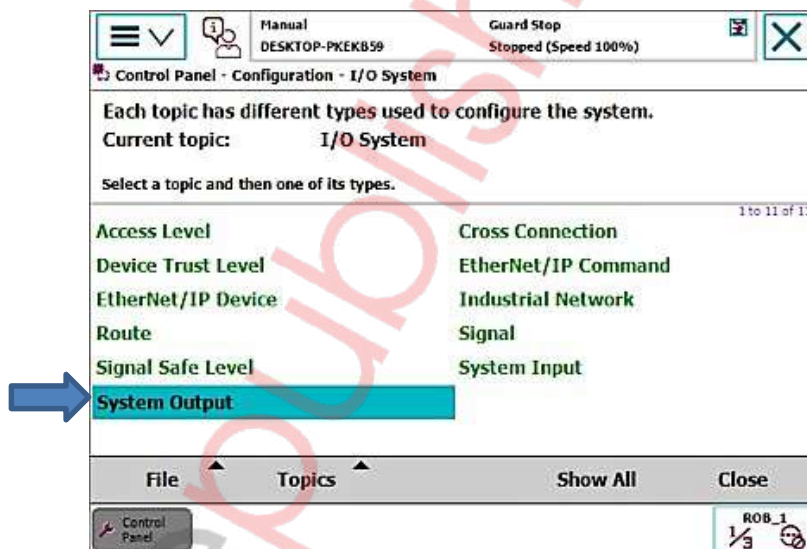 Manual
DESKTOP-PKEKB59
Guard Stop
Stopped (Speed 100%)
Control Panel - Configuration - I/O System
Each topic has different types used to configure the system.
Current topic: I/O System
Select a topic and then one of its types.
1 to 11 of 11
Access Level
Cross Connection
Device Trust Level
EtherNet/IP Command
EtherNet/IP Device
Industrial Network
Route
Signal
Signal Safe Level
System Input
System Output
File
Topics
Show All
Close
Control
Panel
ROB_1
1/3